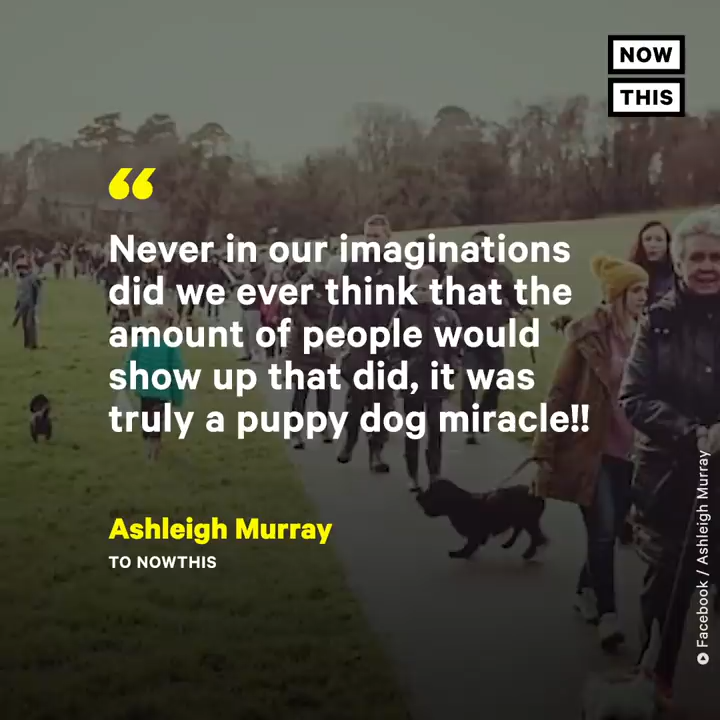 NOW
THIS
“
Never in our imaginations
did we ever think that the
amount of people would
show up that did, it was
truly a puppy dog miracle!!
Ashleigh Murray
TO NOWTHIS
Facebook / Ashleigh Murray